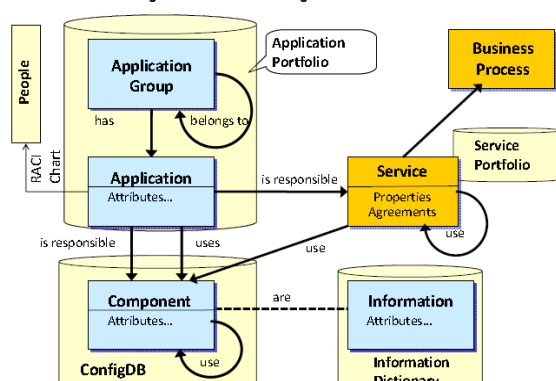 People
Application
Group
Application
Portfolio
Business
Process
has
belongs to
RACI
Chart
Application
Attributes...
is responsible
Service
Properties
Agreements
Service
Portfolio
is responsible
uses
use
use
Component
Attributes...
are
Information
Attributes...
use
ConfigDB
Information
Dictionary